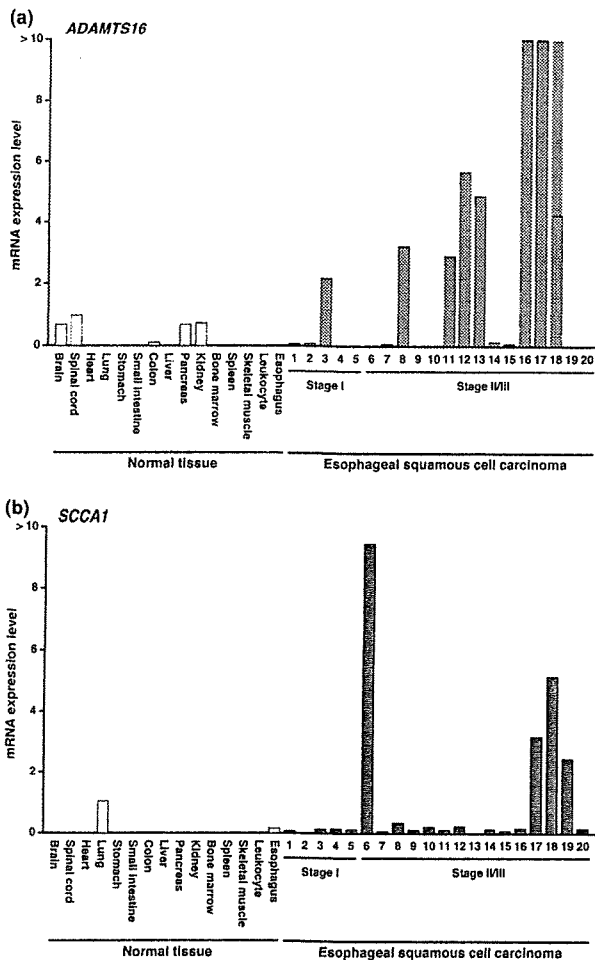 (a)
ADAMTS16
mRNA expression level
> 10
8
6
4
2
0
Brain
Spinal cord
Heart
Lung
Stomach
Small intestine
Colon
Liver
Pancreas
Kidney
Bone marrow
Spleen
Skeletal muscle
Leukocyte
Esophagus
1 2 3 4 5 6 7 8 9 10 11 12 13 14 15 16 17 18 19 20
Stage I
Stage II/III
Normal tissue
Esophageal squamous cell carcinoma
(b)
SCCA1
mRNA expression level
> 10
8
6
4
2
0
Brain
Spinal cord
Heart
Lung
Stomach
Small intestine
Colon
Liver
Pancreas
Kidney
Bone marrow
Spleen
Skeletal muscle
Leukocyte
Esophagus
1 2 3 4 5 6 7 8 9 10 11 12 13 14 15 16 17 18 19 20
Stage I
Stage II/III
Normal tissue
Esophageal squamous cell carcinoma